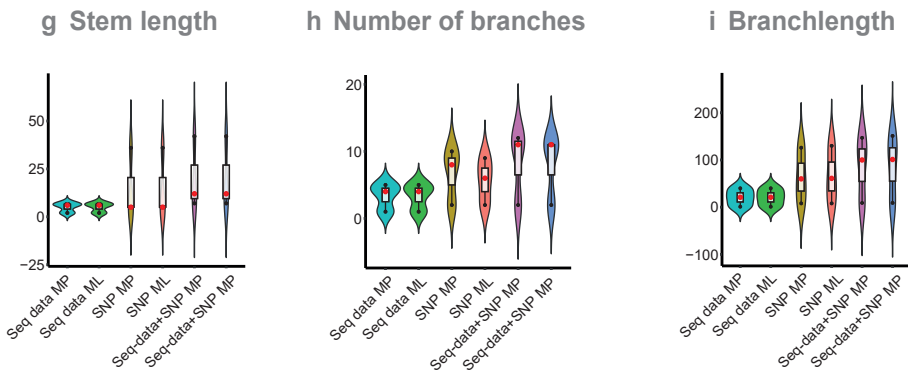 g Stem length
50
25
0
−25
Seq data MP
Seq data ML
SNP MP
SNP ML
Seq-data+SNP MP
Seq-data+SNP MP
h Number of branches
20
10
0
Seq data MP
Seq data ML
SNP MP
SNP ML
Seq-data+SNP MP
Seq-data+SNP MP
i Branchlength
200
100
0
−100
Seq data MP
Seq data ML
SNP MP
SNP ML
Seq-data+SNP MP
Seq-data+SNP MP